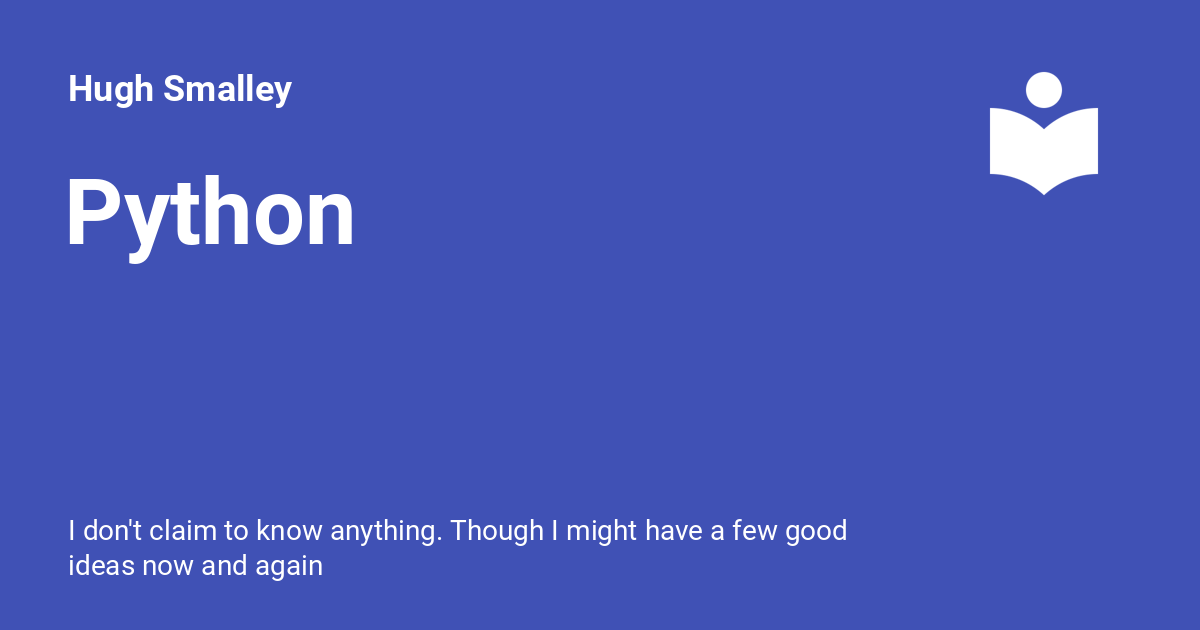 Hugh Smalley
Python
I don't claim to know anything. Though I might have a few good
ideas now and again